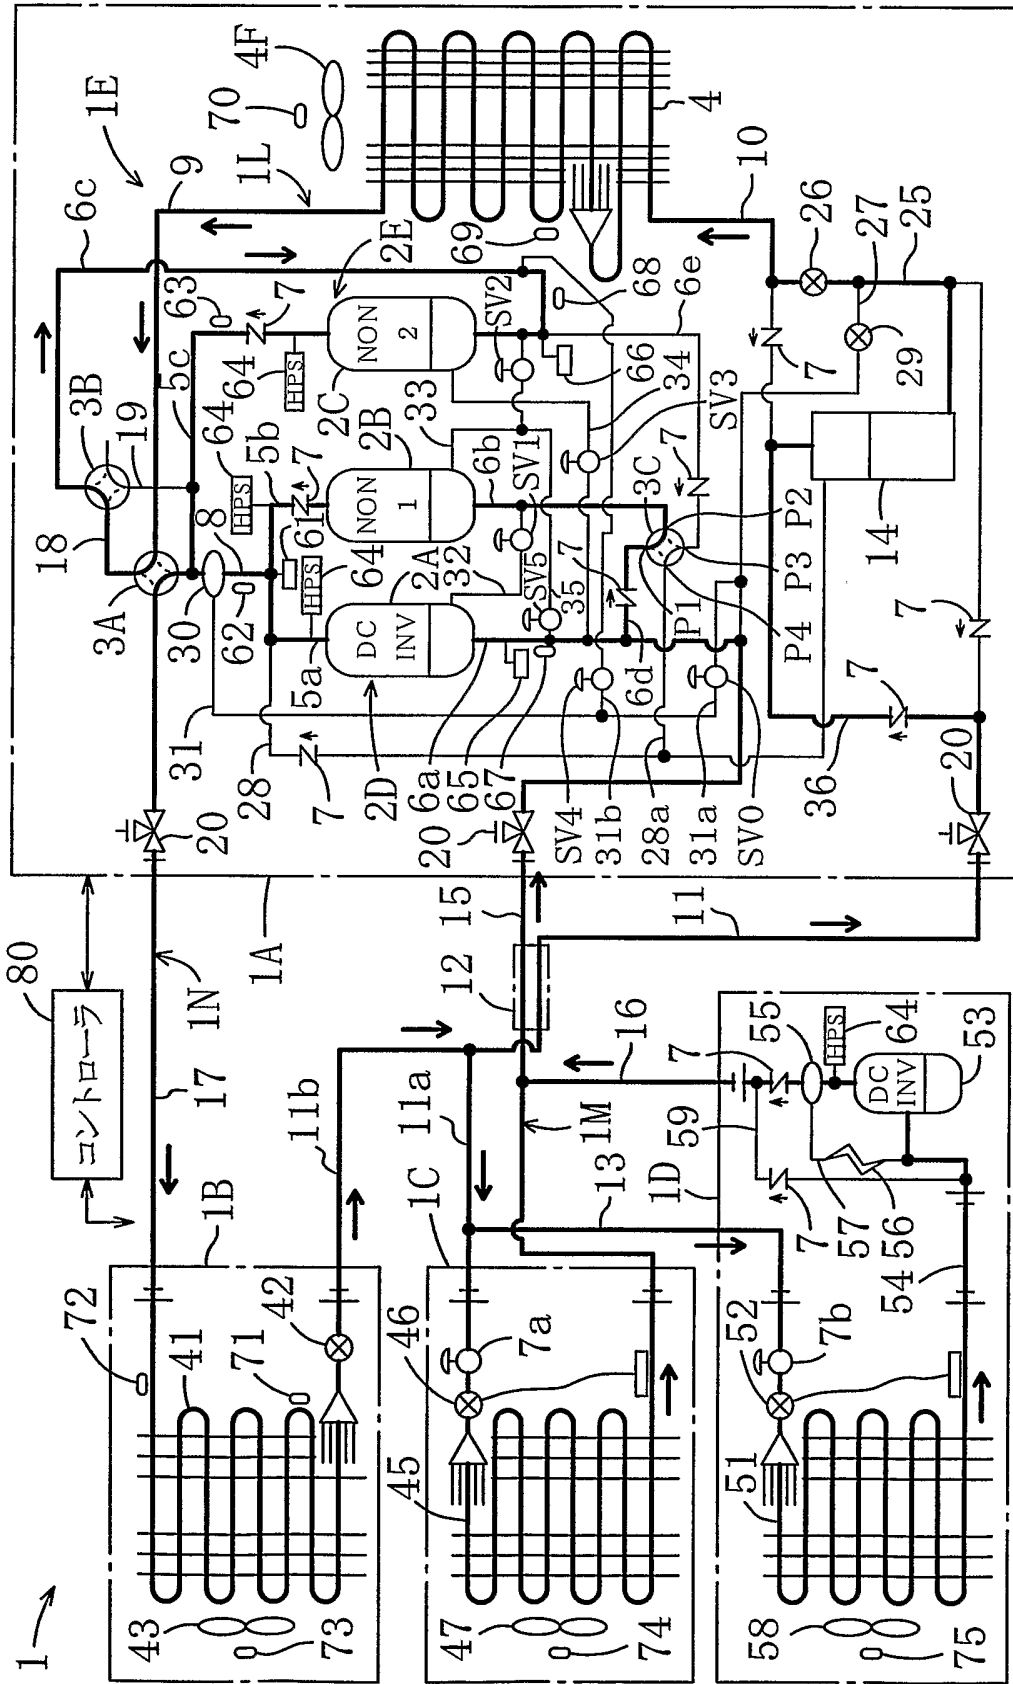 1
80
コントローラ
18
3A
3B
6c
1E
72
17
1N
20
28
31
30
19
9
43
41
1B
62
8
5c
63
73
71
42
11b
1A
7
5a
61
HPS
64
5b
7
HPS
64
HPS
64
7
1L
70
4F
2D
DC
INV
2A
NON
1
2B
NON
2
2C
2E
1C
11a
12
15
6a
32
33
69
47
45
46
20
65
67
SV5
35
SV1
6b
SV2
74
7a
1M
16
SV4
7
68
13
31b
6d
34
66
6e
28a
P1
3C
SV3
4
1D
59
7
55
11
31a
P4
P3
P2
7
58
51
52
HPS
64
SV0
10
7b
7
57
56
DC
INV
53
36
7
14
7
26
27
29
25
75
54
20
7